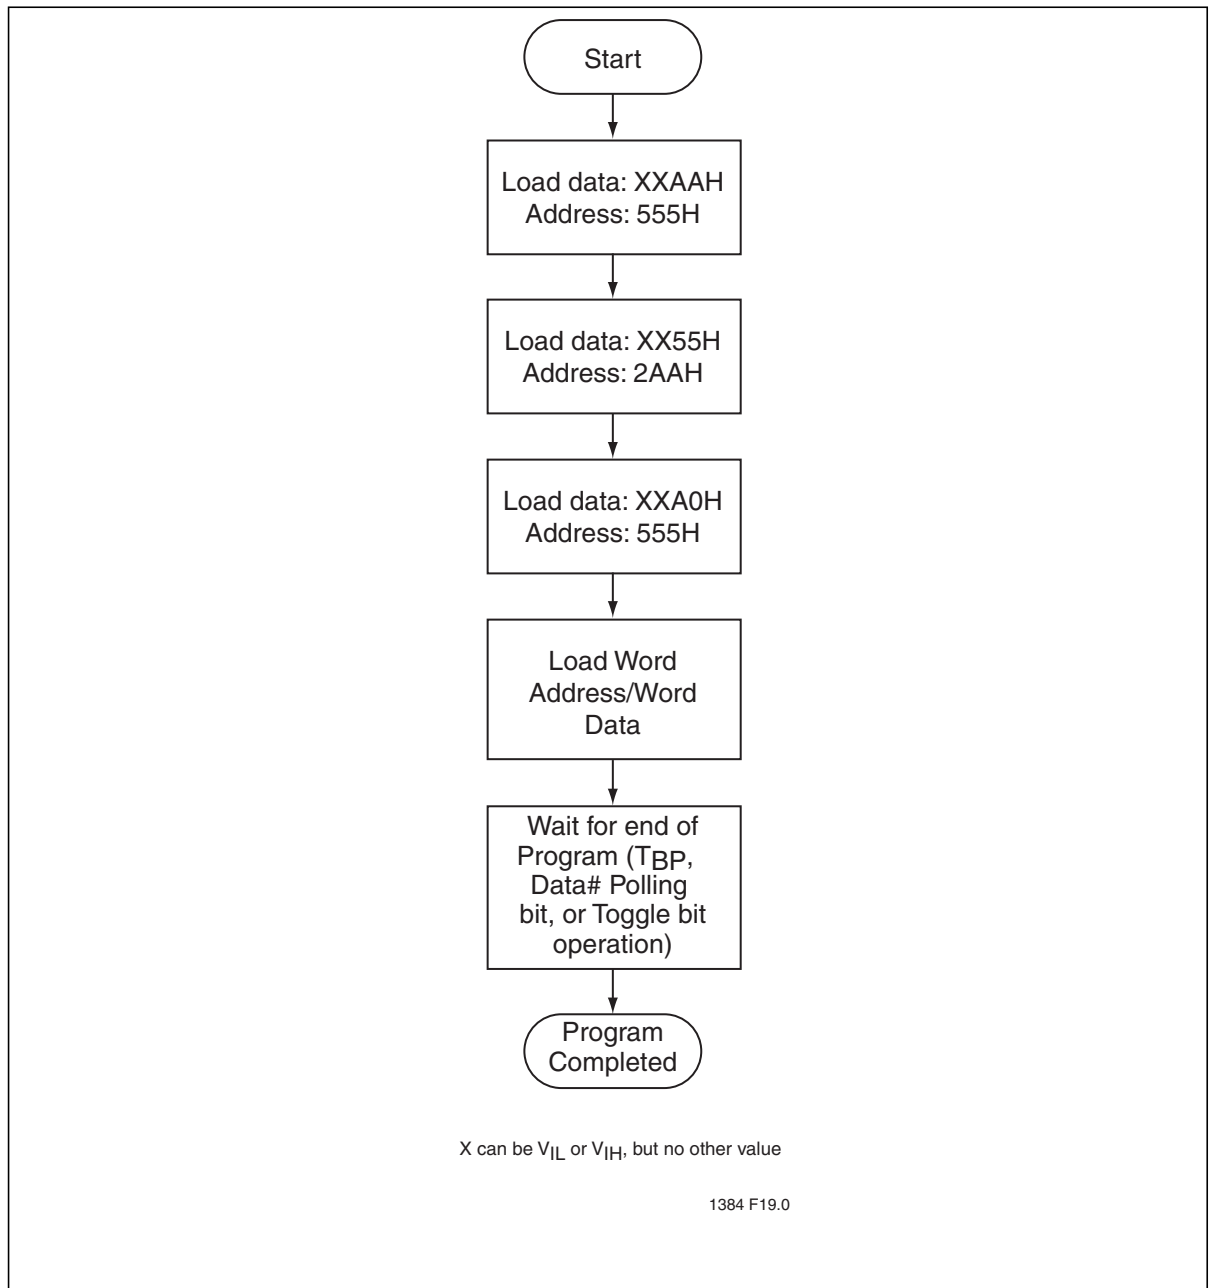 Start
Load data: XXAAH
Address: 555H
Load data: XX55H
Address: 2AAH
Load data: XXA0H
Address: 555H
Load Word
Address/Word
Data
Wait for end of
Program (TBP,
Data# Polling
bit, or Toggle bit
operation)
Program
Completed
X can be VIL or VIH, but no other value
1384 F19.0